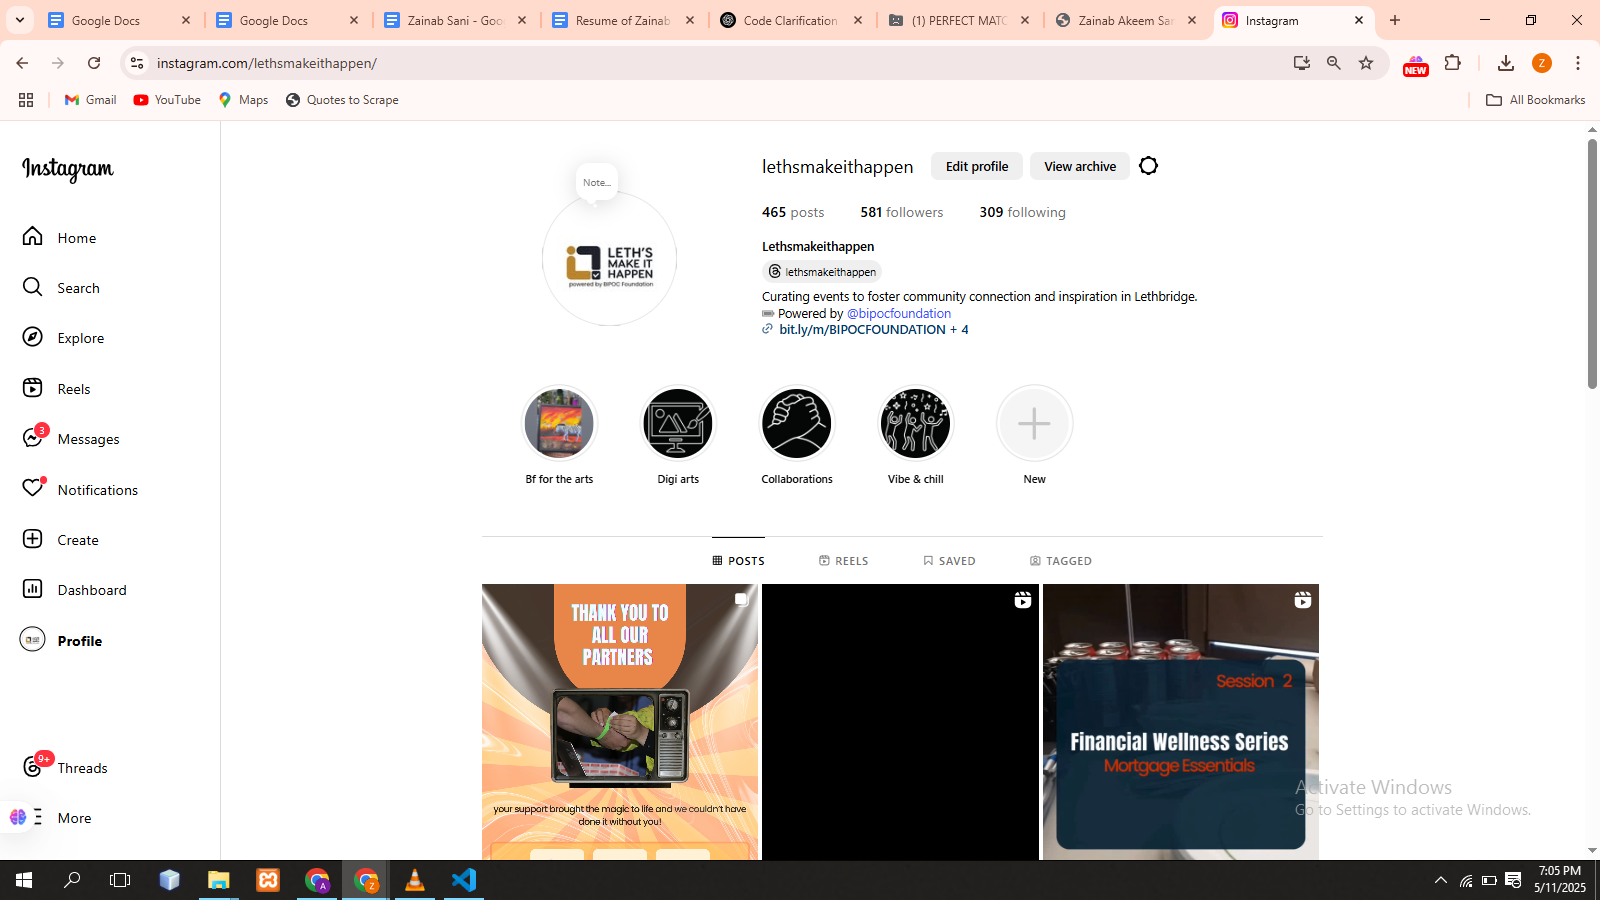 Google Docs
Google Docs
Zainab Sani - Goo
Resume of Zainab
Code Clarification
(1) PERFECT MATC
Zainab Akeem San
Instagram
instagram.com/lethsmakeithappen/
NEW
Z
Gmail
YouTube
Maps
Quotes to Scrape
All Bookmarks
Instagram
Home
Search
Explore
Reels
3
Messages
Notifications
Create
Dashboard
Profile
9+
Threads
More
Note...
LETH'S
MAKE IT
HAPPEN
powered by BIPOC Foundation
lethsmakeithappen
Edit profile
View archive
465 posts
581 followers
309 following
Lethsmakeithappen
lethsmakeithappen
Curating events to foster community connection and inspiration in Lethbridge.
Powered by @bipocfoundation
bit.ly/m/BIPOCFOUNDATION + 4
Bf for the arts
Digi arts
Collaborations
Vibe & chill
New
POSTS
REELS
SAVED
TAGGED
THANK YOU TO
ALL OUR
PARTNERS
your support brought the magic to life and we couldn't have
done it without you!
Session 2
Financial Wellness Series
Mortgage Essentials
Activate Windows
Go to Settings to activate Windows.
A
Z
7:05 PM
5/11/2025